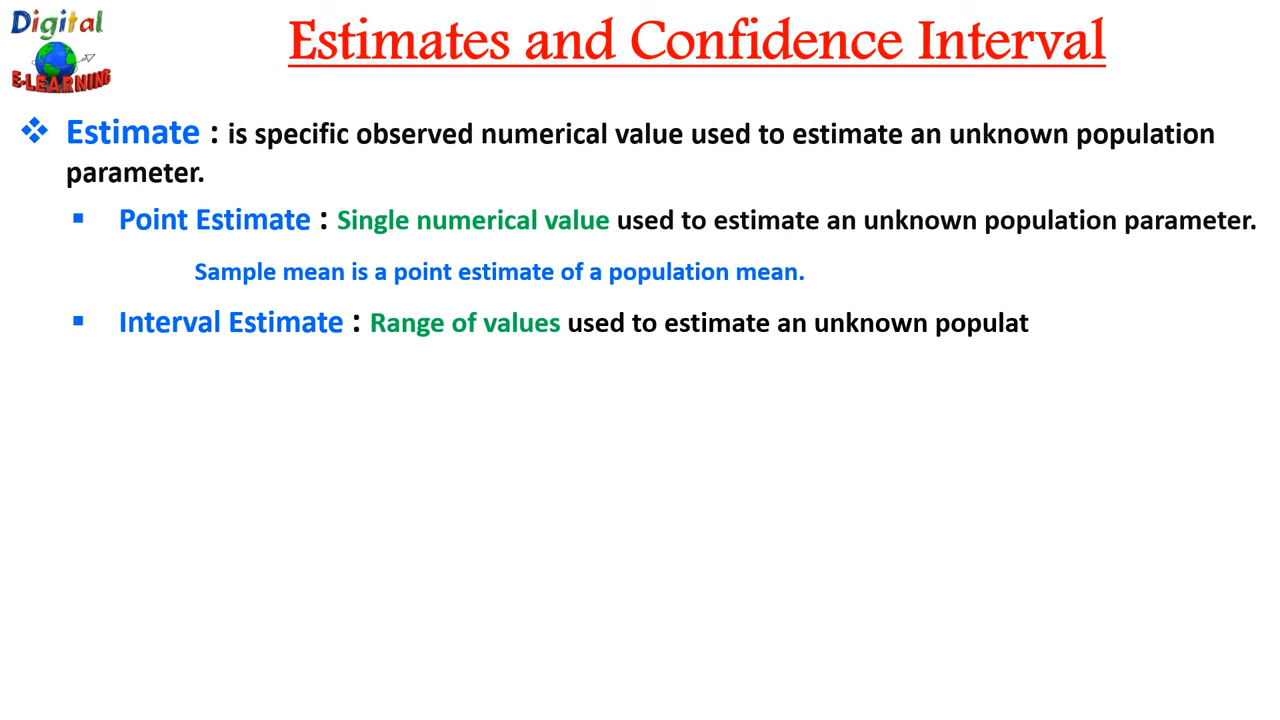 Digital
E-LEARNING
Estimates and Confidence Interval
❖ Estimate : is specific observed numerical value used to estimate an unknown population
parameter.
▪ Point Estimate : Single numerical value used to estimate an unknown population parameter.
Sample mean is a point estimate of a population mean.
▪ Interval Estimate : Range of values used to estimate an unknown populat